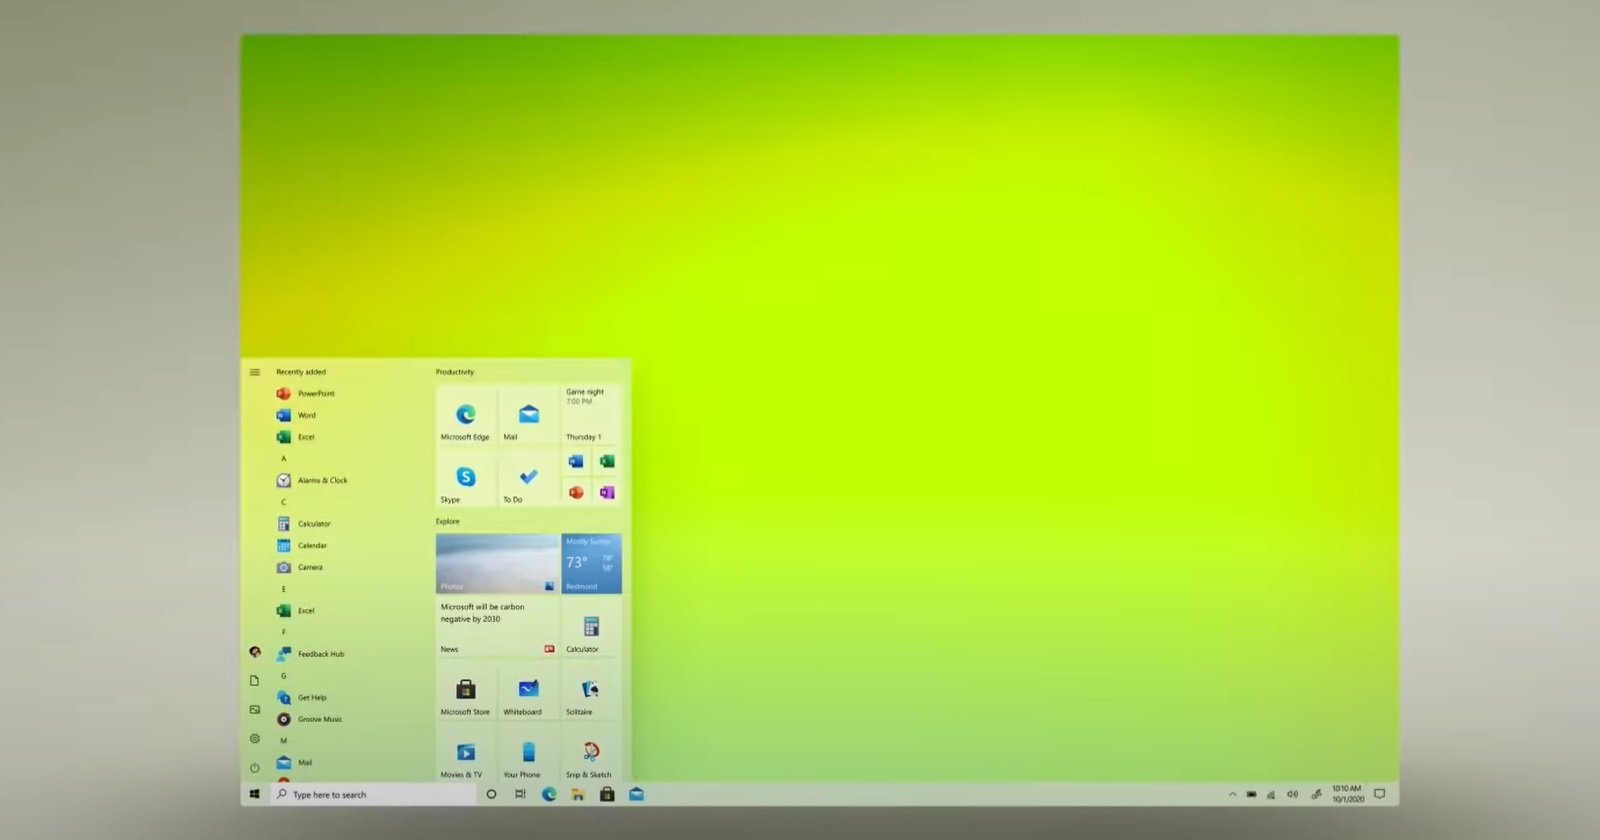 Recently added
PowerPoint
Word
Excel
A
Alarms & Clock
C
Calculator
Calendar
Camera
E
Excel
F
Feedback Hub
G
Get Help
Groove Music
M
Mail
Productivity
Microsoft Edge
Mail
Game night
7:00 PM
Thursday 1
Skype
To Do
Explore
Photos
Mostly Sunny
73°
78°
58°
Redmond
Microsoft will be carbon
negative by 2030
News
Calculator
Microsoft Store
Whiteboard
Solitaire
Movies & TV
Your Phone
Snip & Sketch
Type here to search
10:10 AM
10/1/2020